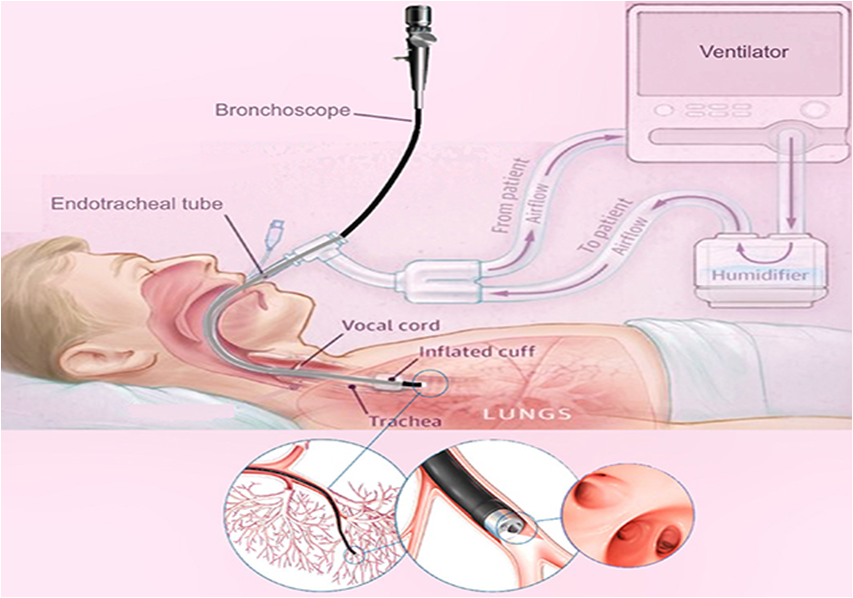 Ventilator
Bronchoscope
From patient
Airflow
To patient
Airflow
Endotracheal tube
Humidifier
Vocal cord
Inflated cuff
Trachea
LUNGS